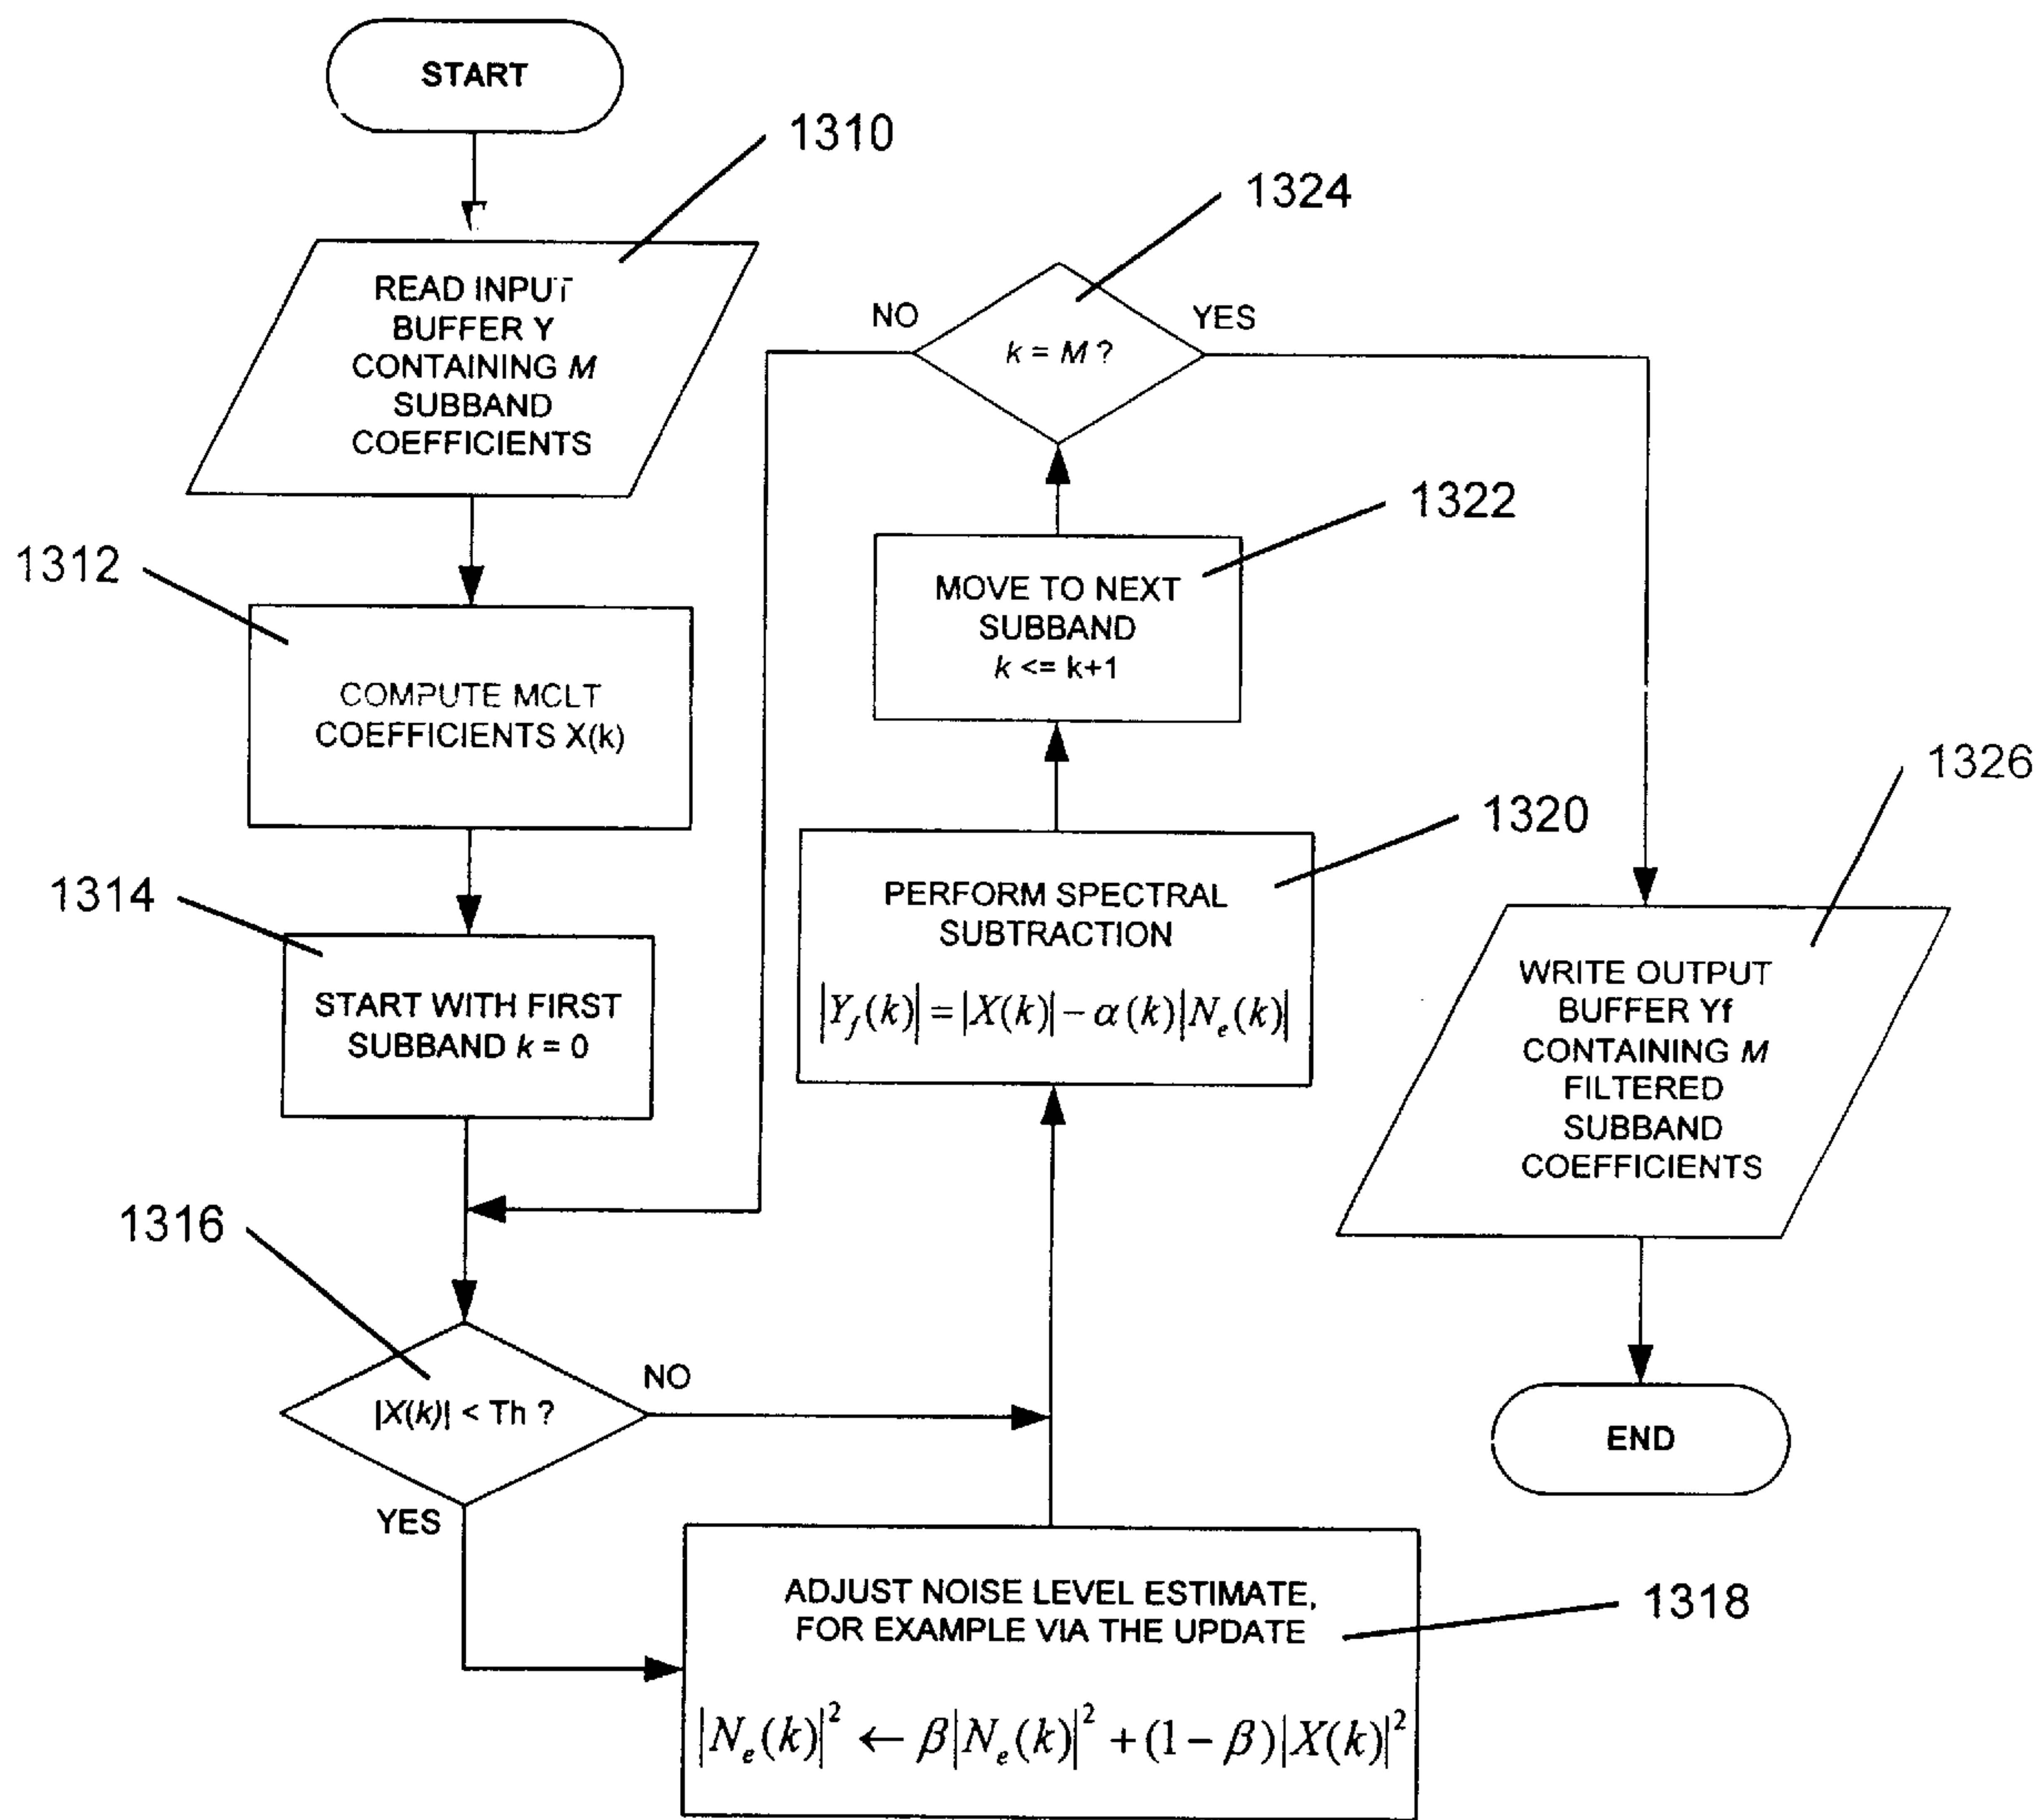 START
1310
READ INPUT
BUFFER Y
CONTAINING M
SUBBAND
COEFFICIENTS
1312
COMPUTE MCLT
COEFFICIENTS X(k)
1314
START WITH FIRST
SUBBAND k = 0
1316
|X(k)| < Th ?
NO
YES
ADJUST NOISE LEVEL ESTIMATE,
FOR EXAMPLE VIA THE UPDATE
|N_e(k)|² ← β|N_e(k)|² + (1 − β)|X(k)|²
1318
PERFORM SPECTRAL
SUBTRACTION
|Y_f(k)| = |X(k)| − α(k)|N_e(k)|
1320
MOVE TO NEXT
SUBBAND
k <= k+1
1322
1324
k = M ?
NO
YES
1326
WRITE OUTPUT
BUFFER Yf
CONTAINING M
FILTERED
SUBBAND
COEFFICIENTS
END